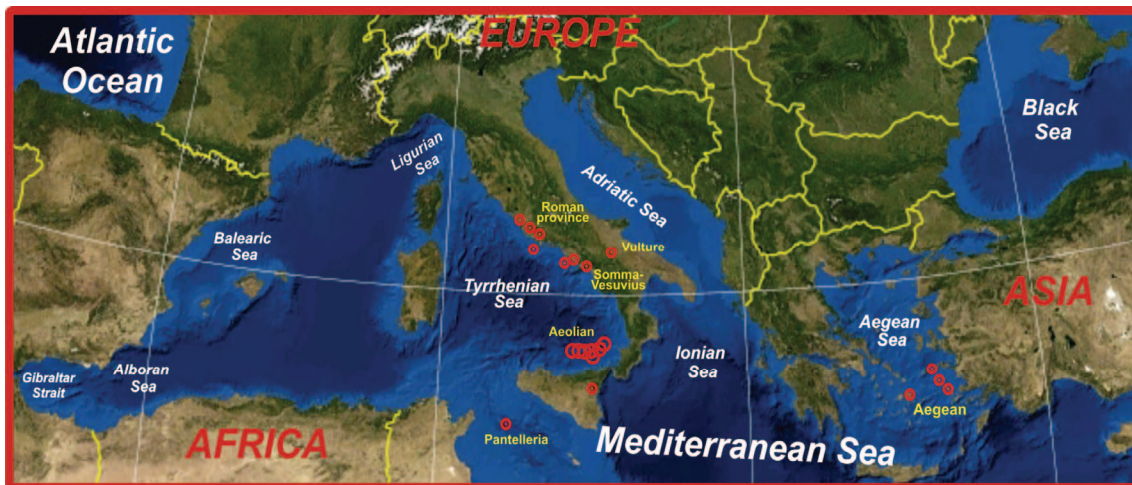 EUROPE
Atlantic
Ocean
Black
Sea
Ligurian
Sea
Adriatic Sea
Roman
province
Balearic
Sea
Vulture
Somma-
Vesuvius
Tyrrhenian
Sea
ASIA
Aegean
Sea
Aeolian
Ionian
Sea
Gibraltar
Strait
Alboran
Sea
Aegean
AFRICA
Pantelleria
Mediterranean Sea